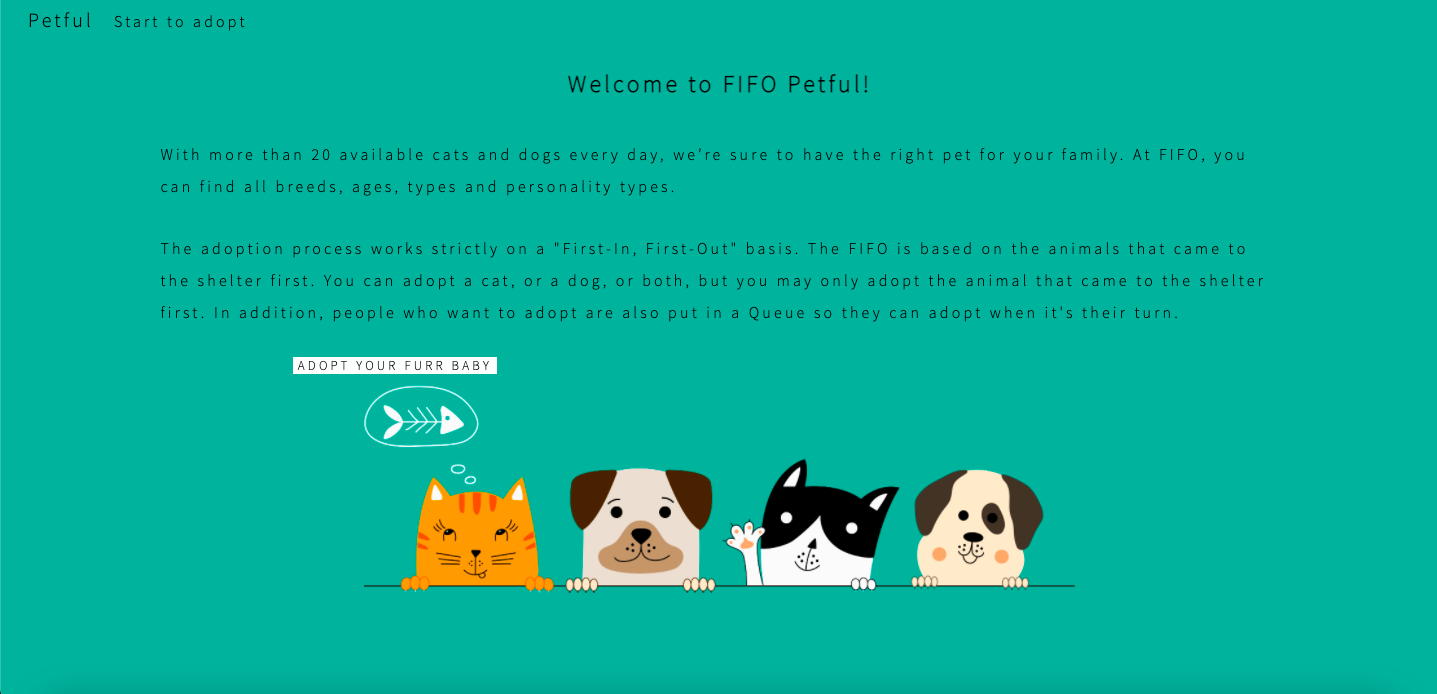 Petful Start to adopt
Welcome to FIFO Petful!
With more than 20 available cats and dogs every day, we're sure to have the right pet for your family. At FIFO, you
can find all breeds, ages, types and personality types.
The adoption process works strictly on a "First-In, First-Out" basis. The FIFO is based on the animals that came to
the shelter first. You can adopt a cat, or a dog, or both, but you may only adopt the animal that came to the shelter
first. In addition, people who want to adopt are also put in a Queue so they can adopt when it's their turn.
ADOPT YOUR FURR BABY